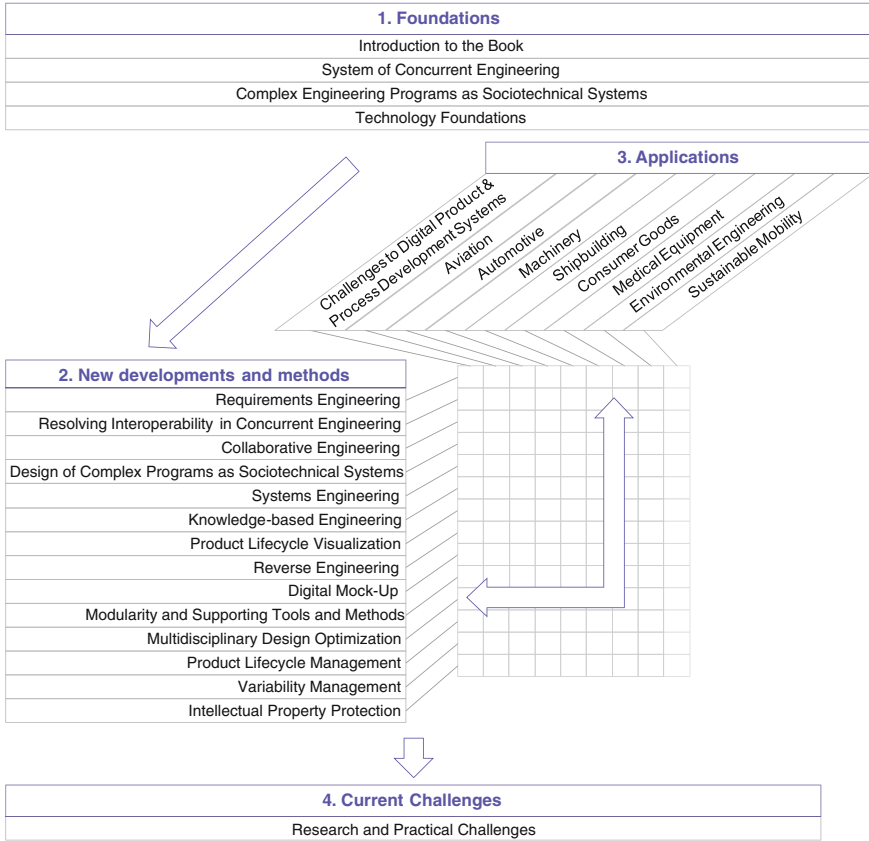 1. Foundations
Introduction to the Book
System of Concurrent Engineering
Complex Engineering Programs as Sociotechnical Systems
Technology Foundations
3. Applications
Challenges to Digital Product &
Process Development Systems
Aviation
Automotive
Machinery
Shipbuilding
Consumer Goods
Medical Equipment
Environmental Engineering
Sustainable Mobility
2. New developments and methods
Requirements Engineering
Resolving Interoperability in Concurrent Engineering
Collaborative Engineering
Design of Complex Programs as Sociotechnical Systems
Systems Engineering
Knowledge-based Engineering
Product Lifecycle Visualization
Reverse Engineering
Digital Mock-Up
Modularity and Supporting Tools and Methods
Multidisciplinary Design Optimization
Product Lifecycle Management
Variability Management
Intellectual Property Protection
4. Current Challenges
Research and Practical Challenges